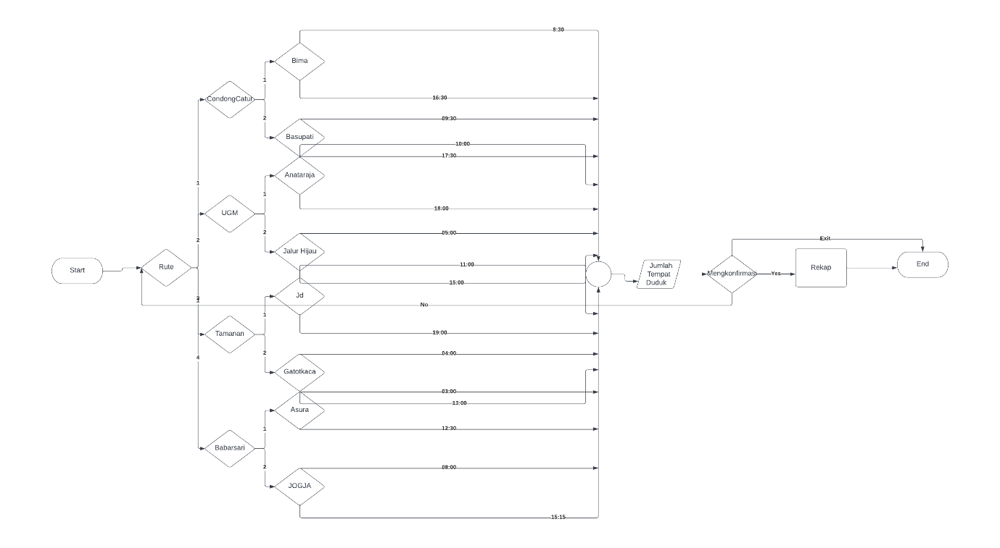 8:30
Bima
1
CondongCatur
16:30
2
09:30
Basupati
10:00
17:30
Anataraja
1
1
UGM
18:00
2
05:00
2
Exit
Jalur Hijau
11:00
Start
Rute
Jumlah
Tempat
Duduk
Mengkonfirmasi
Yes
Rekap
End
15:00
Jd
3
No
1
Tamanan
19:00
2
04:00
4
Gatotkaca
03:00
13:00
Asura
1
12:30
Babarsari
2
08:00
JOGJA
15:15